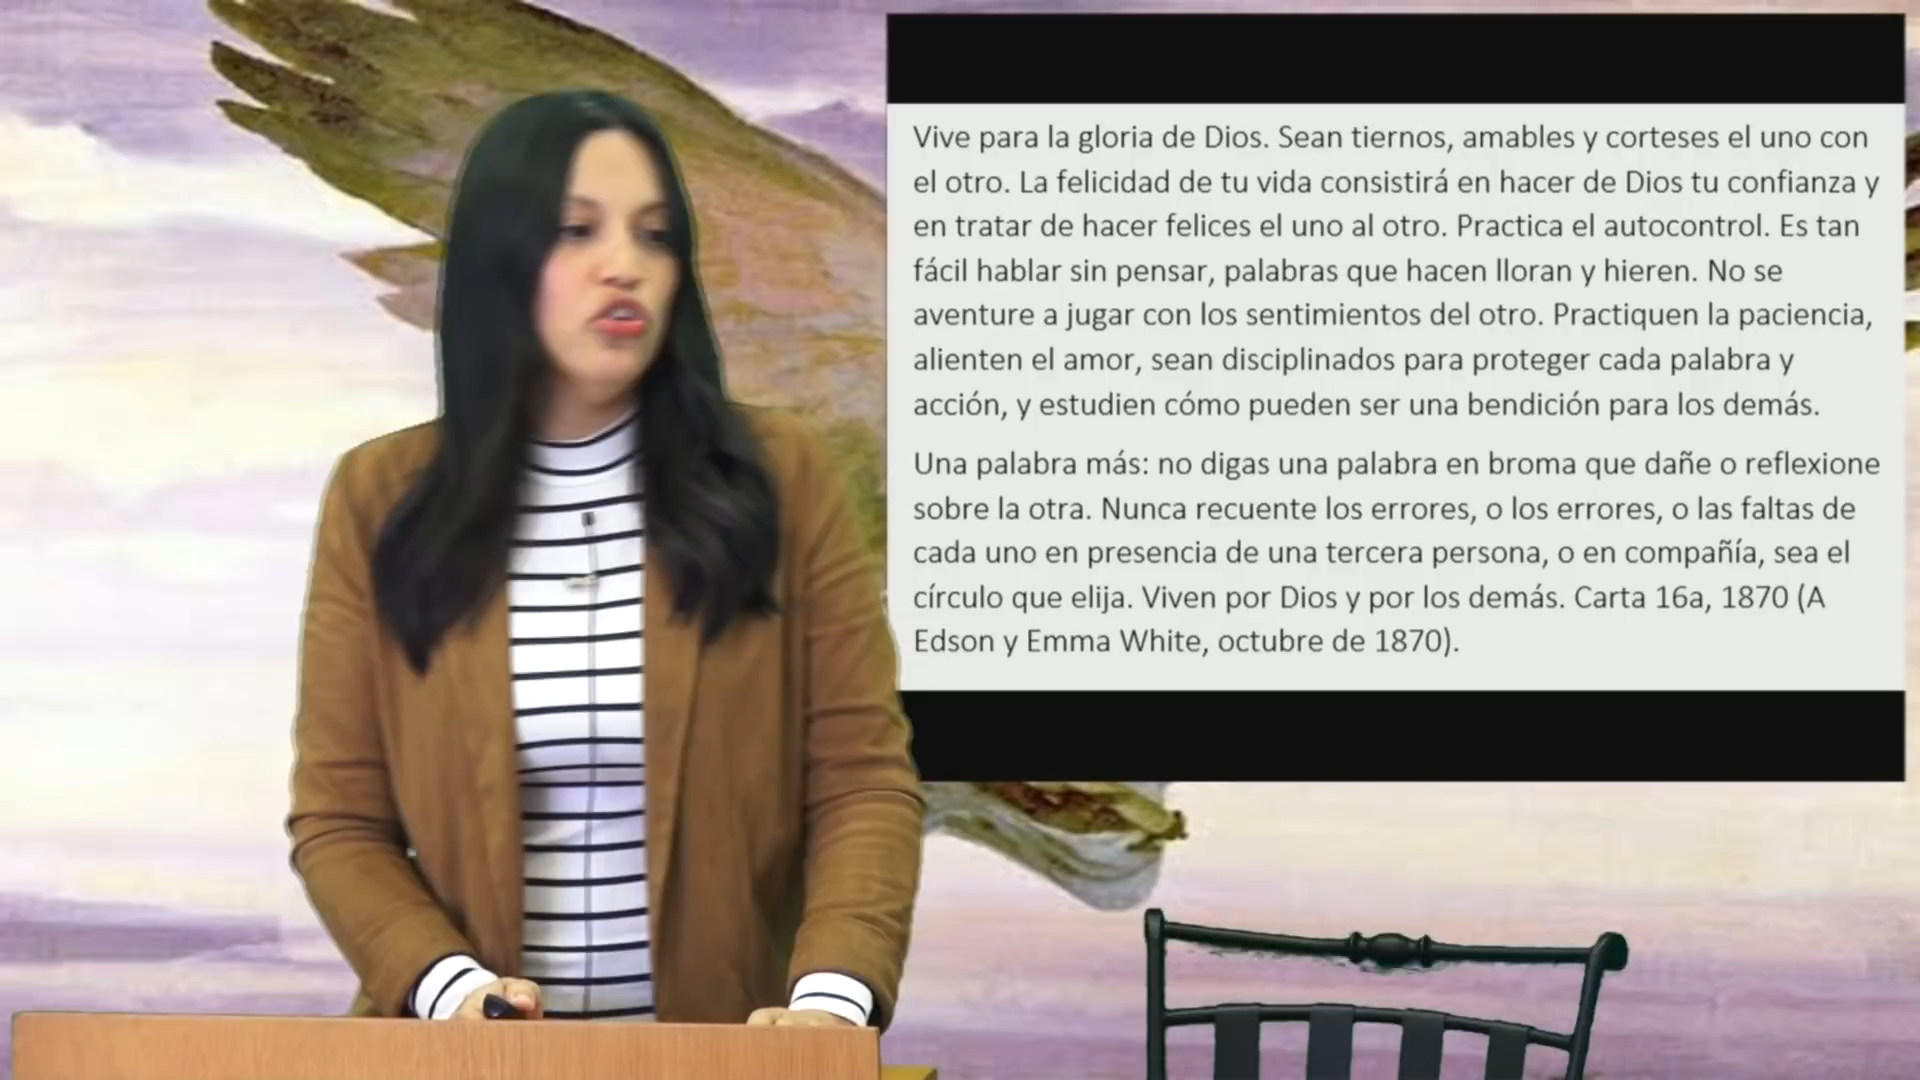 Vive para la gloria de Dios. Sean tiernos, amables y corteses el uno con
el otro. La felicidad de tu vida consistirá en hacer de Dios tu confianza y
en tratar de hacer felices el uno al otro. Practica el autocontrol. Es tan
fácil hablar sin pensar, palabras que hacen lloran y hieren. No se
aventure a jugar con los sentimientos del otro. Practiquen la paciencia,
alienten el amor, sean disciplinados para proteger cada palabra y
acción, y estudien cómo pueden ser una bendición para los demás.
Una palabra más: no digas una palabra en broma que dañe o reflexione
sobre la otra. Nunca recuente los errores, o los errores, o las faltas de
cada uno en presencia de una tercera persona, o en compañía, sea el
círculo que elija. Viven por Dios y por los demás. Carta 16a, 1870 (A
Edson y Emma White, octubre de 1870).